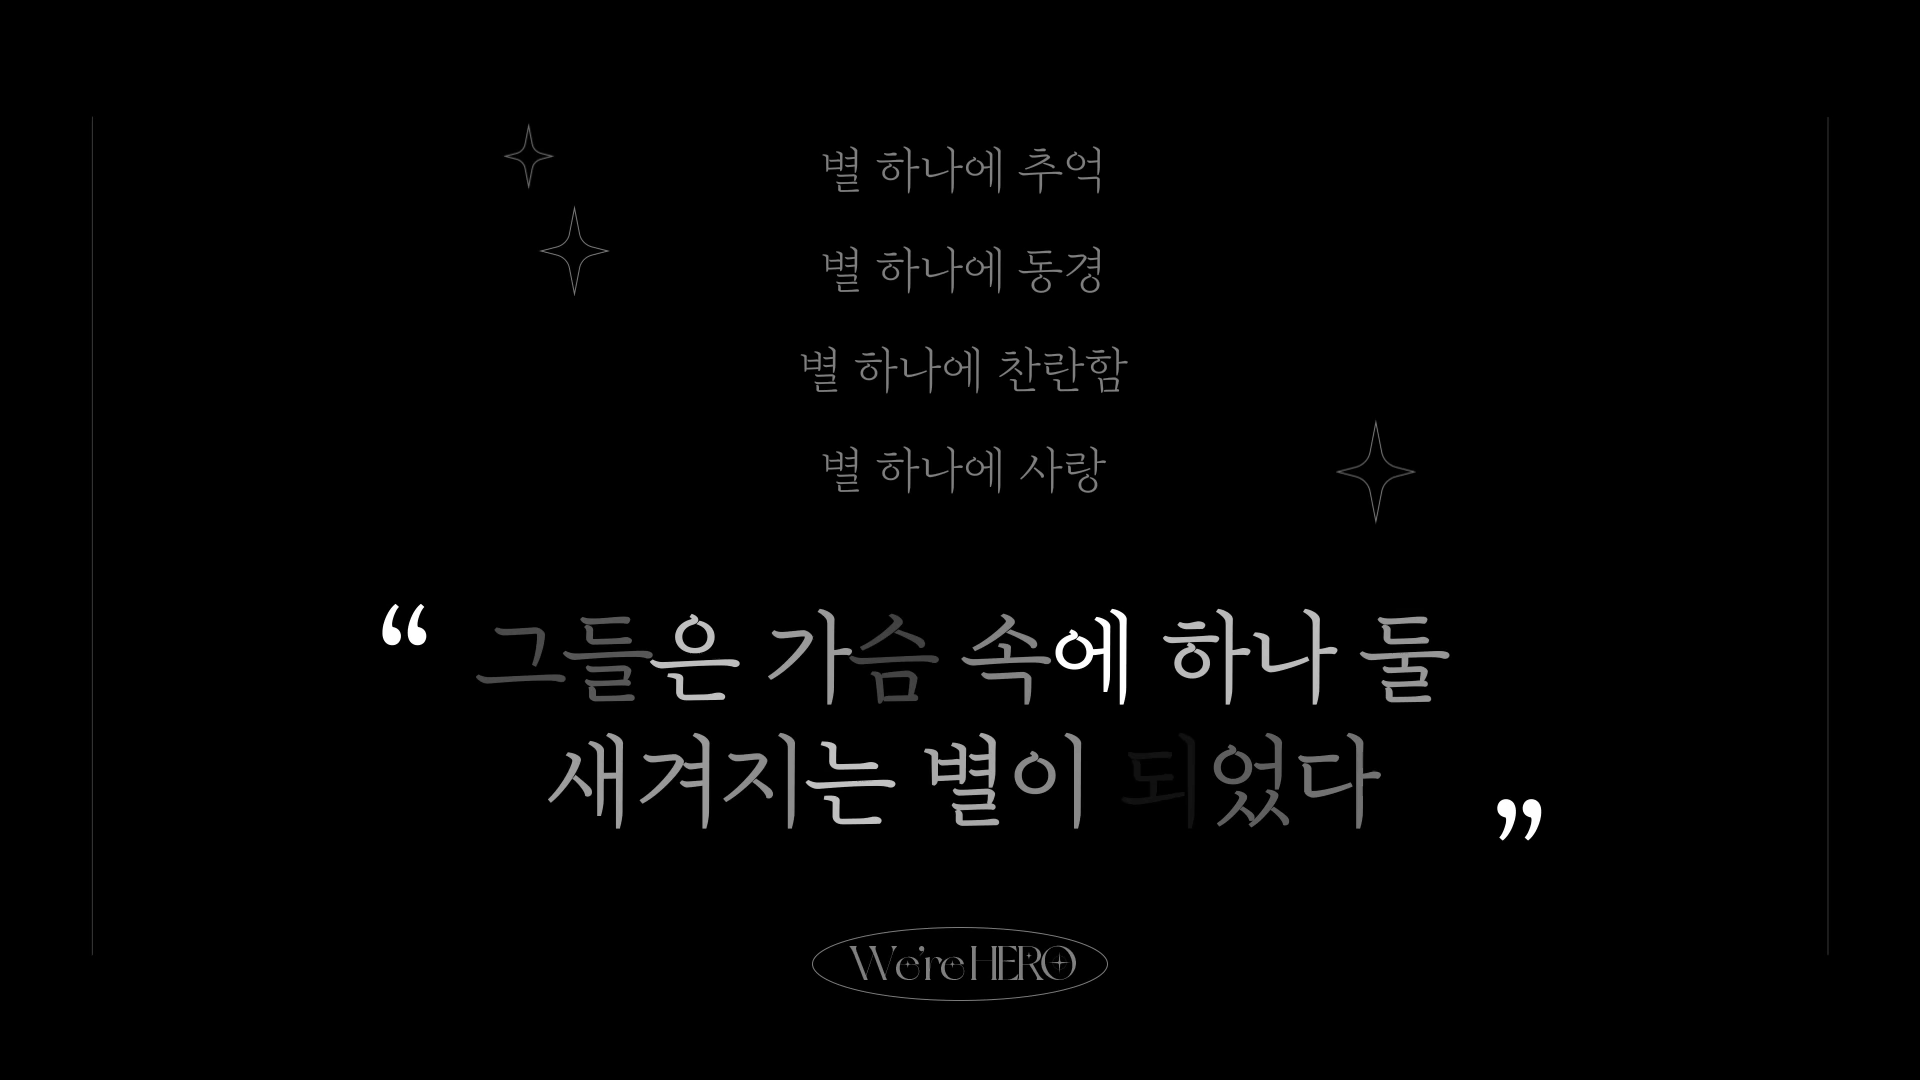 별 하나에 추억
별 하나에 동경
별 하나에 찬란함
별 하나에 사랑
“ 그들은 가슴 속에 하나 둘
새겨지는 별이 되었다 ”
We're HERO